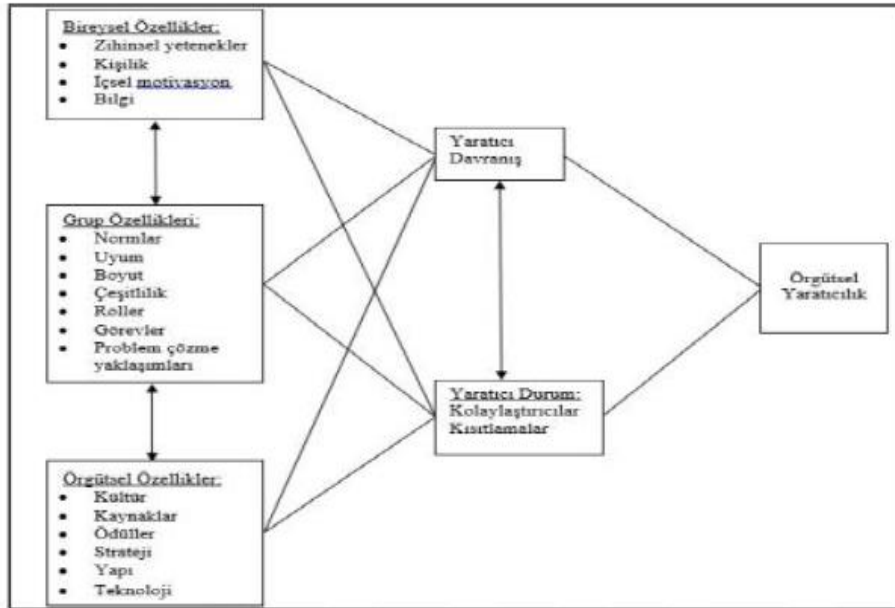 Bireysel Özellikler:
• Zihinsel yetenekler
• Kişilik
• İçsel motivasyon
• Bilgi
Grup Özellikleri:
• Normlar
• Uyum
• Boyut
• Çeşitlilik
• Roller
• Görevler
• Problem çözme
yaklaşımları
Örgütsel Özellikler:
• Kültür
• Kaynaklar
• Ödüller
• Strateji
• Yapı
• Teknoloji
Yaratıcı
Davranış
Yaratıcı Durum:
Kolaylaştırıcılar
Kısıtlamalar
Örgütsel
Yaratıcılık